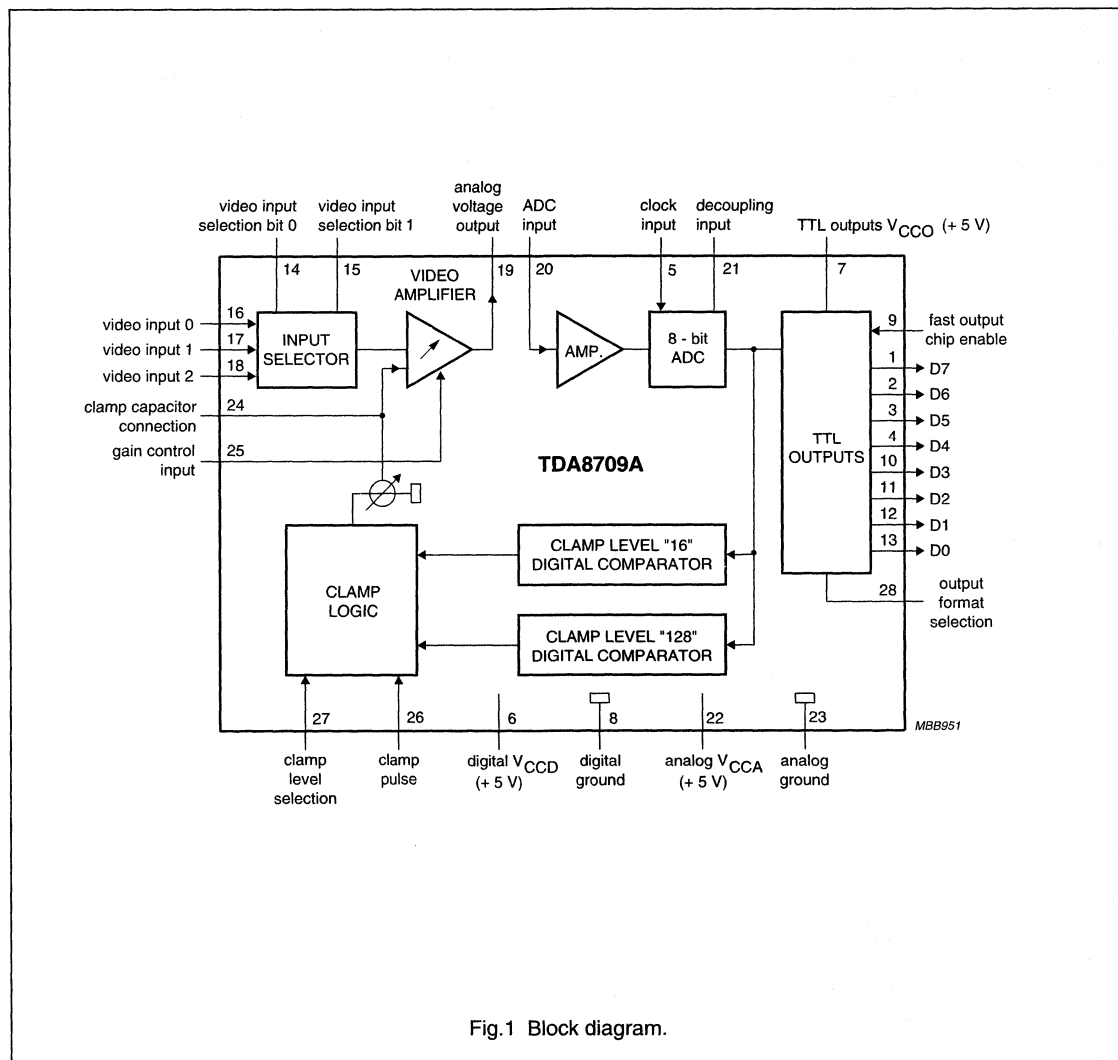 video input
selection bit 0
video input
selection bit 1
analog
voltage
output
ADC
input
clock
input
decoupling
input
TTL outputs VCCO (+ 5 V)
14
15
VIDEO
AMPLIFIER
19
20
5
21
7
video input 0
16
video input 1
17
video input 2
18
INPUT
SELECTOR
AMP.
8 - bit
ADC
9
fast output
chip enable
1
D7
2
D6
3
D5
4
D4
10
D3
11
D2
12
D1
13
D0
TTL
OUTPUTS
clamp capacitor
connection
24
gain control
input
25
TDA8709A
CLAMP
LOGIC
CLAMP LEVEL "16"
DIGITAL COMPARATOR
CLAMP LEVEL "128"
DIGITAL COMPARATOR
28
output
format
selection
27
26
6
8
22
23
MBB951
clamp
level
selection
clamp
pulse
digital VCCD
(+ 5 V)
digital
ground
analog VCCA
(+ 5 V)
analog
ground
Fig.1 Block diagram.